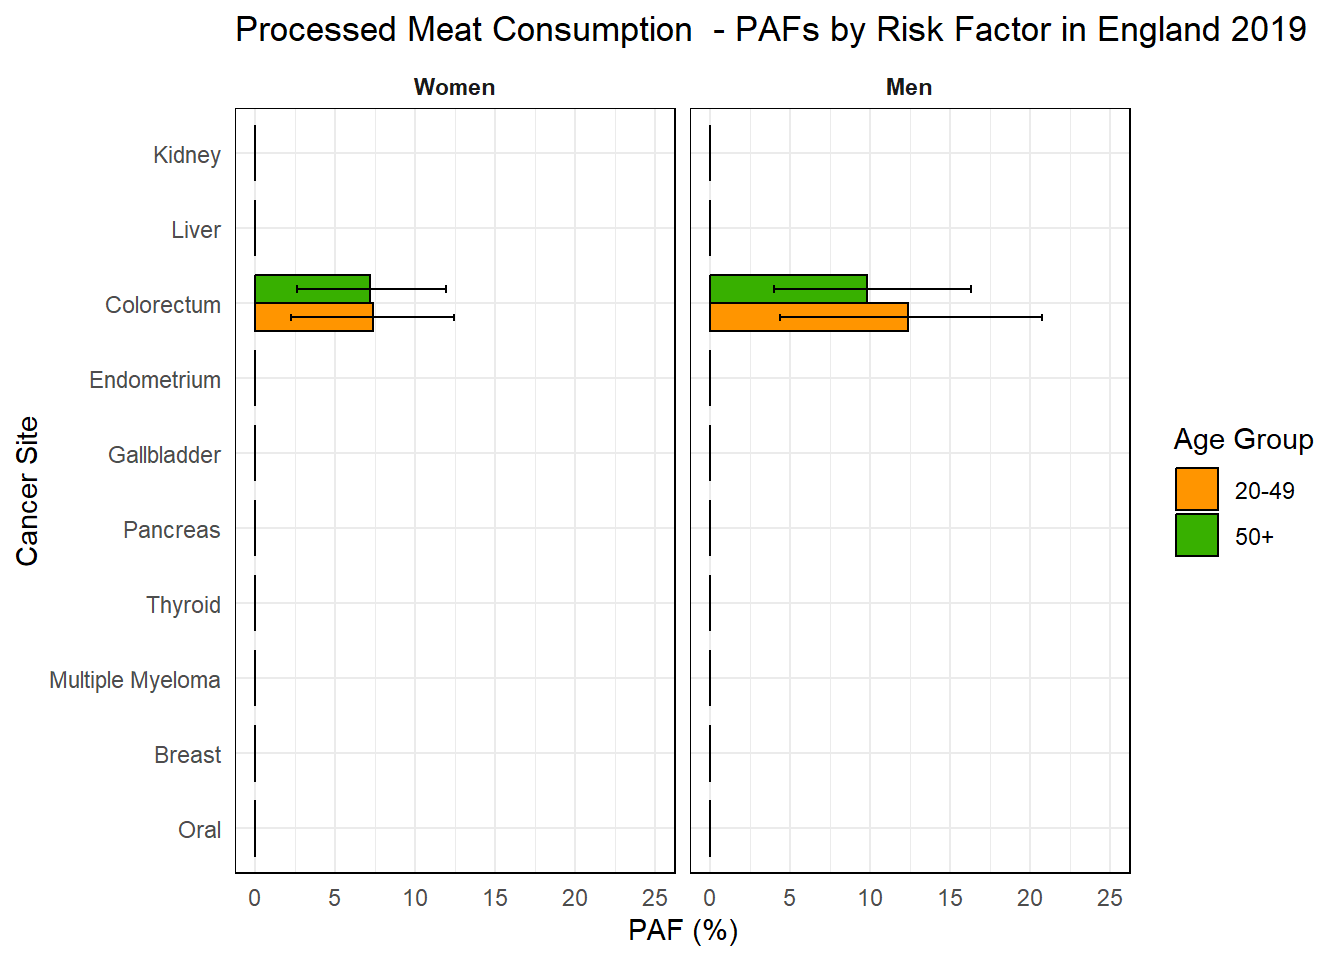 Processed Meat Consumption  - PAFs by Risk Factor in England 2019
Women
Men
Kidney
Liver
Colorectum
Endometrium
Gallbladder
Pancreas
Thyroid
Multiple Myeloma
Breast
Oral
Cancer Site
0 5 10 15 20 25
0 5 10 15 20 25
PAF (%)
Age Group
20-49
50+